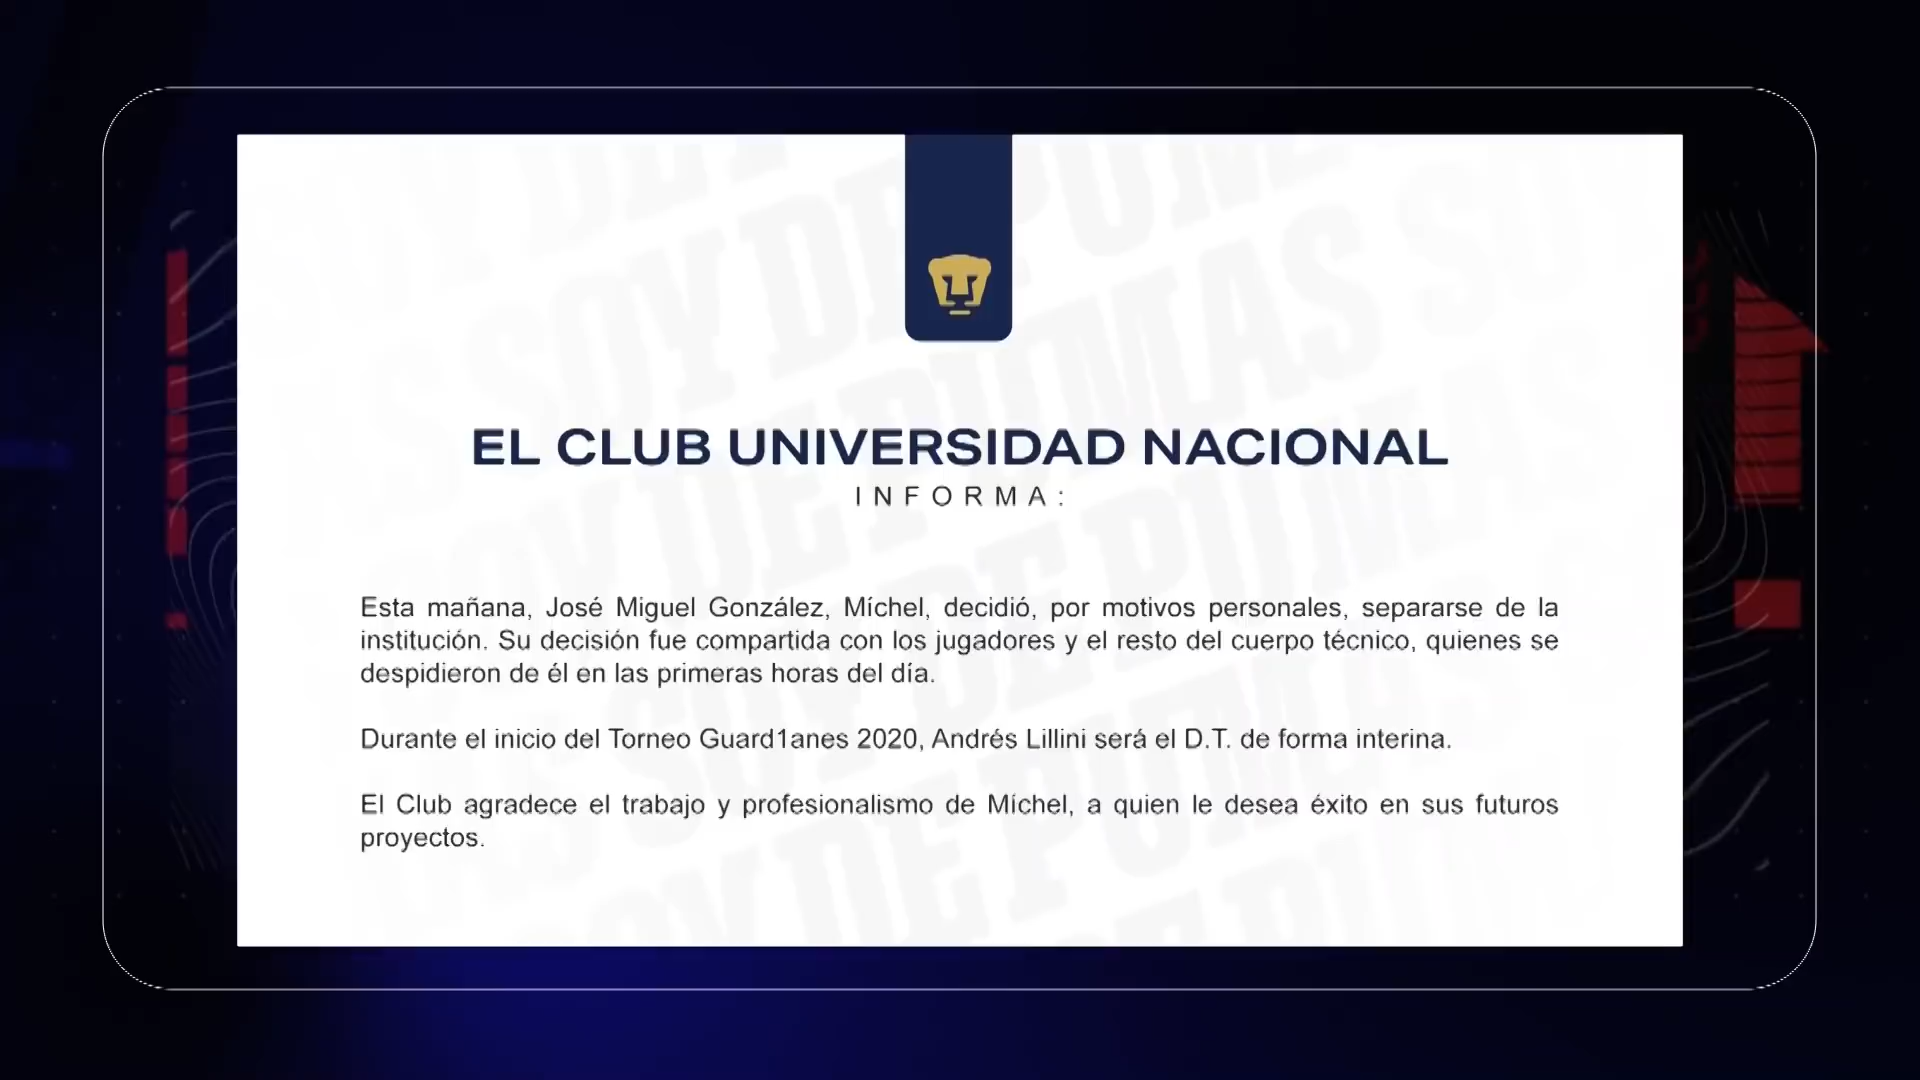 EL CLUB UNIVERSIDAD NACIONAL
INFORMA:
Esta mañana, José Miguel González, Míchel, decidió, por motivos personales, separarse de la
institución. Su decisión fue compartida con los jugadores y el resto del cuerpo técnico, quienes se
despidieron de él en las primeras horas del día.
Durante el inicio del Torneo Guard1anes 2020, Andrés Lillini será el D.T. de forma interina.
El Club agradece el trabajo y profesionalismo de Míchel, a quien le desea éxito en sus futuros
proyectos.